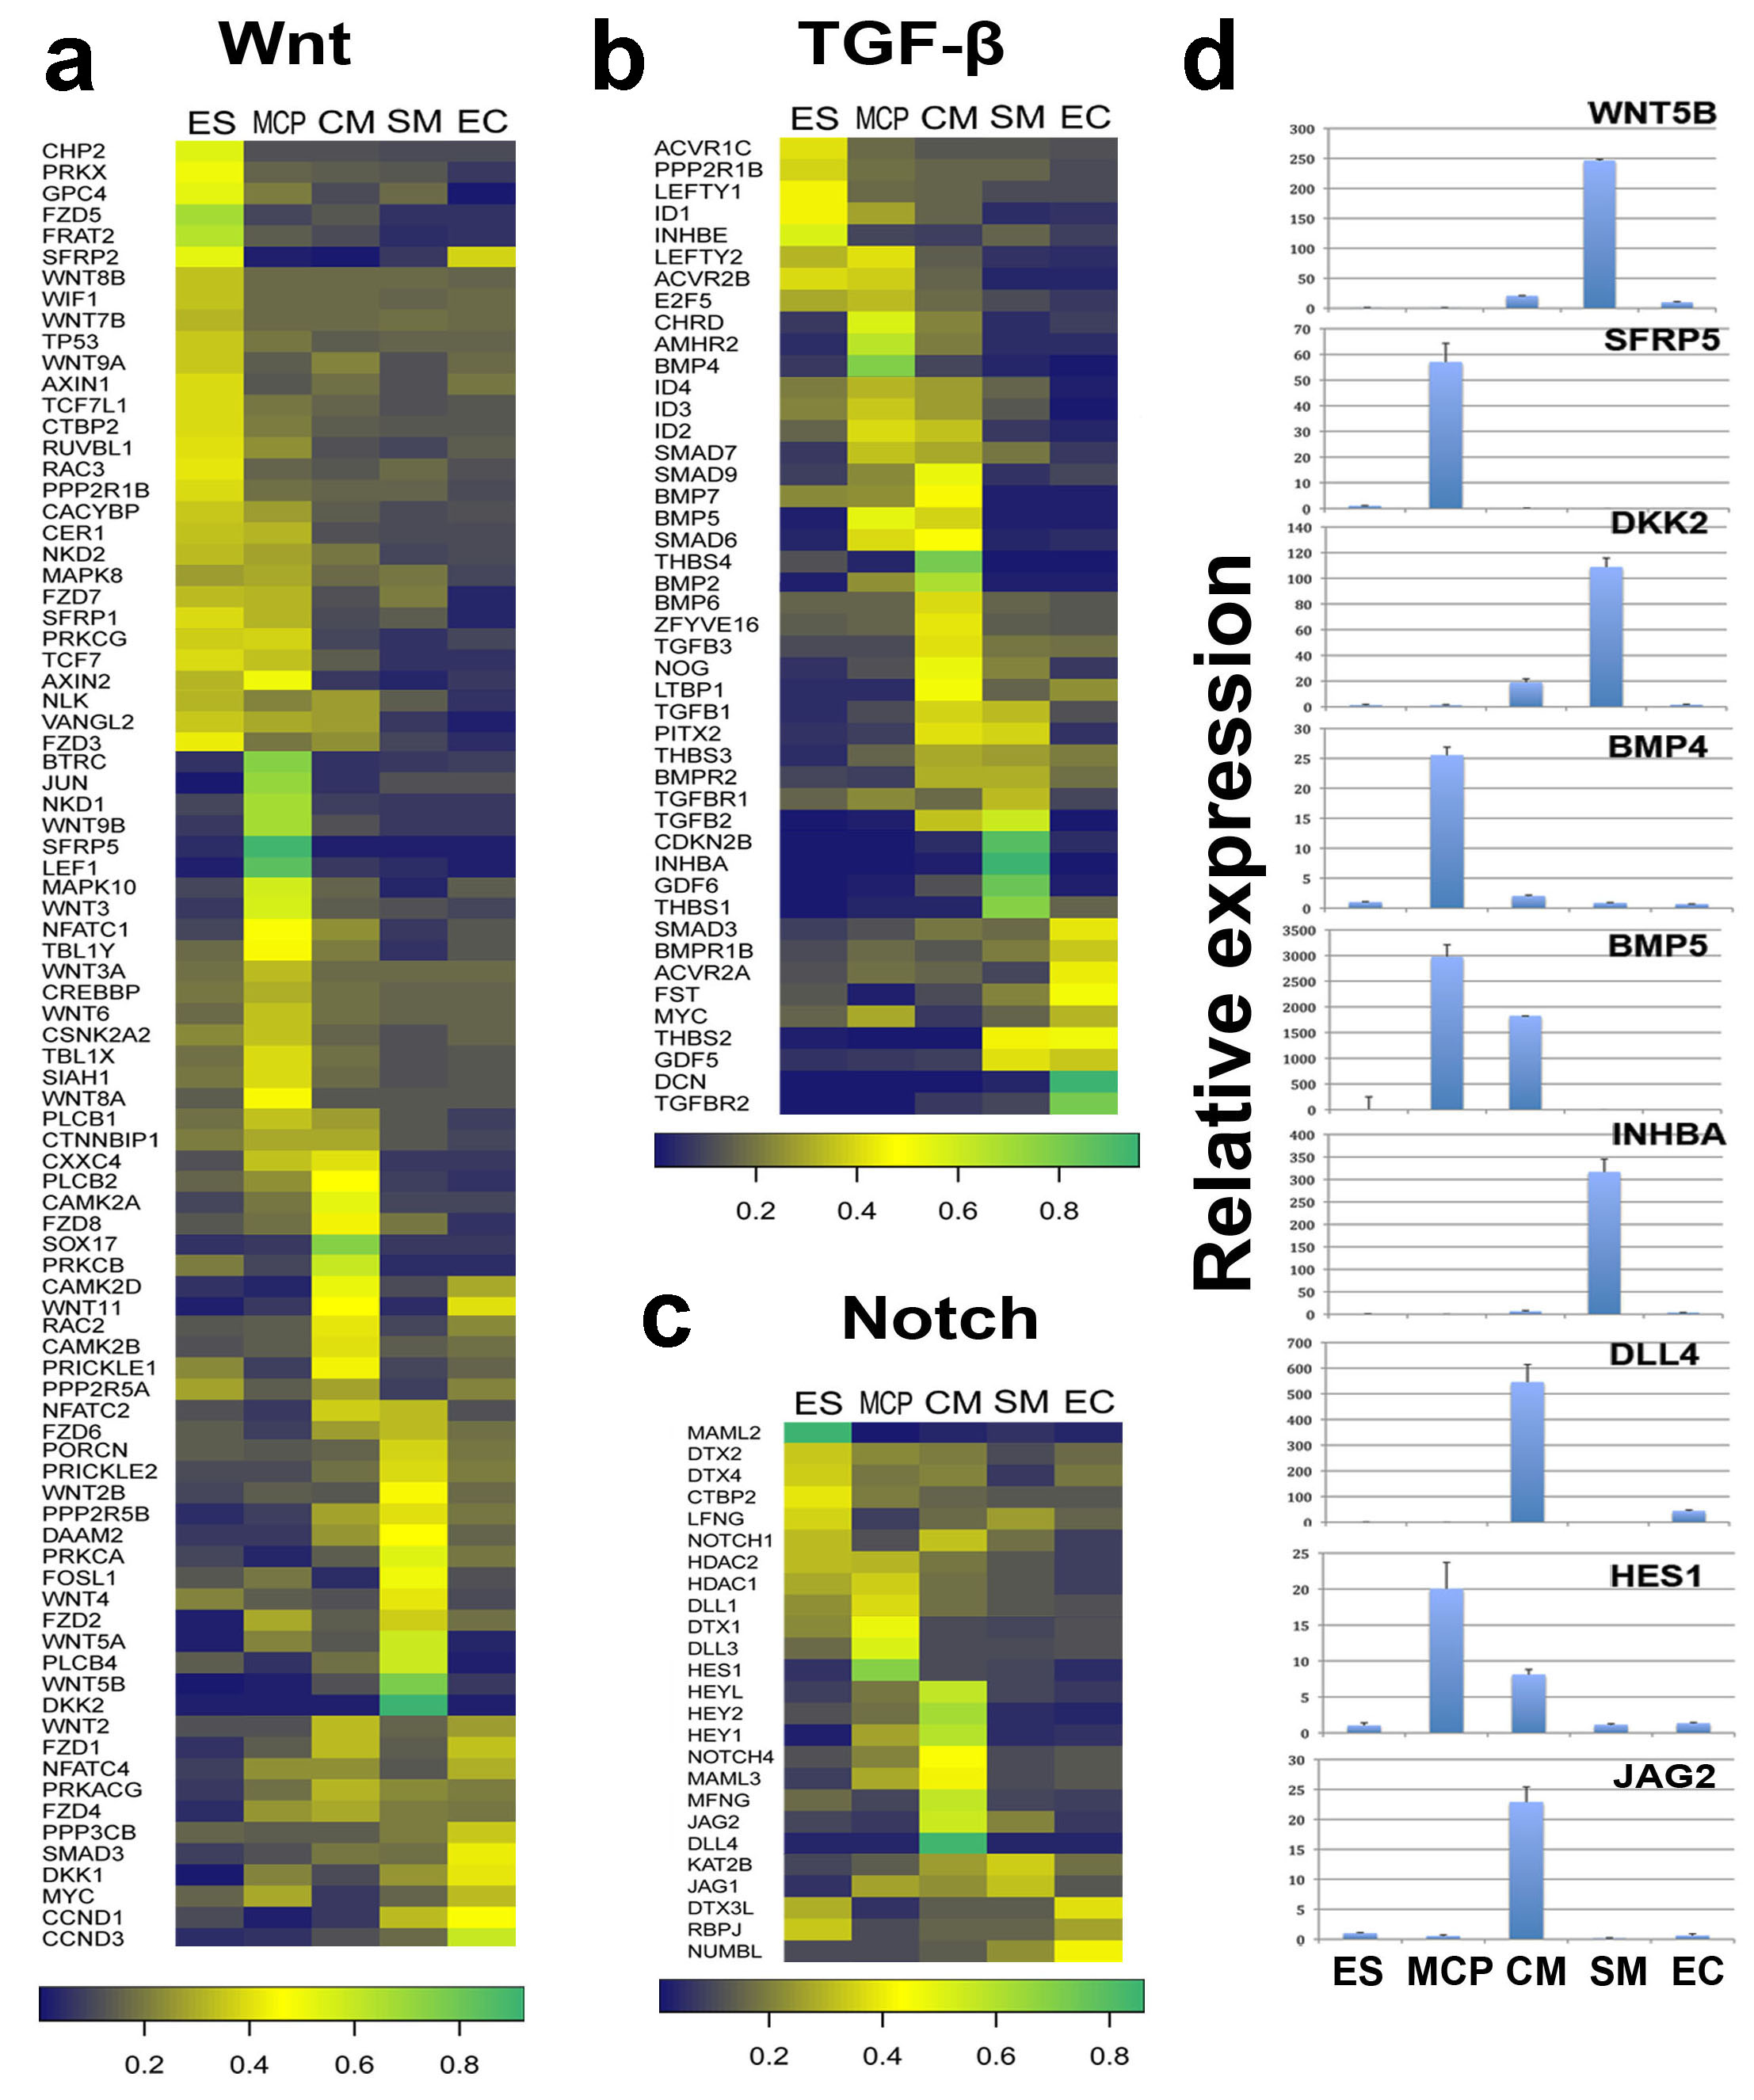 a Wnt
ES MCP CM SM EC
CHP2
PRKX
GPC4
FZD5
FRAT2
SFRP2
WNT8B
WIF1
WNT7B
TP53
WNT9A
AXIN1
TCF7L1
CTBP2
RUVBL1
RAC3
PPP2R1B
CACYBP
CER1
NKD2
MAPK8
FZD7
SFRP1
PRKCG
TCF7
AXIN2
NLK
VANGL2
FZD3
BTRC
JUN
NKD1
WNT9B
SFRP5
LEF1
MAPK10
WNT3
NFATC1
TBL1Y
WNT3A
CREBBP
WNT6
CSNK2A2
TBL1X
SIAH1
WNT8A
PLCB1
CTNNBIP1
CXXC4
PLCB2
CAMK2A
FZD8
SOX17
PRKCB
CAMK2D
WNT11
RAC2
CAMK2B
PRICKLE1
PPP2R5A
NFATC2
FZD6
PORCN
PRICKLE2
WNT2B
PPP2R5B
DAAM2
PRKCA
FOSL1
WNT4
FZD2
WNT5A
PLCB4
WNT5B
DKK2
WNT2
FZD1
NFATC4
PRKACG
FZD4
PPP3CB
SMAD3
DKK1
MYC
CCND1
CCND3
0.2 0.4 0.6 0.8
b TGF-β
ES MCP CM SM EC
ACVR1C
PPP2R1B
LEFTY1
ID1
INHBE
LEFTY2
ACVR2B
E2F5
CHRD
AMHR2
BMP4
ID4
ID3
ID2
SMAD7
SMAD9
BMP7
BMP5
SMAD6
THBS4
BMP2
BMP6
ZFYVE16
TGFB3
NOG
LTBP1
TGFB1
PITX2
THBS3
BMPR2
TGFBR1
TGFB2
CDKN2B
INHBA
GDF6
THBS1
SMAD3
BMPR1B
ACVR2A
FST
MYC
THBS2
GDF5
DCN
TGFBR2
0.2 0.4 0.6 0.8
c Notch
ES MCP CM SM EC
MAML2
DTX2
DTX4
CTBP2
LFNG
NOTCH1
HDAC2
HDAC1
DLL1
DTX1
DLL3
HES1
HEYL
HEY2
HEY1
NOTCH4
MAML3
MFNG
JAG2
DLL4
KAT2B
JAG1
DTX3L
RBPJ
NUMBL
0.2 0.4 0.6 0.8
d
Relative expression
WNT5B
300
250
200
150
100
50
0
SFRP5
70
60
50
40
30
20
10
0
DKK2
140
120
100
80
60
40
20
0
BMP4
30
25
20
15
10
5
0
BMP5
3500
3000
2500
2000
1500
1000
500
0
INHBA
400
350
300
250
200
150
100
50
0
DLL4
700
600
500
400
300
200
100
0
HES1
25
20
15
10
5
0
JAG2
30
25
20
15
10
5
0
ES MCP CM SM EC